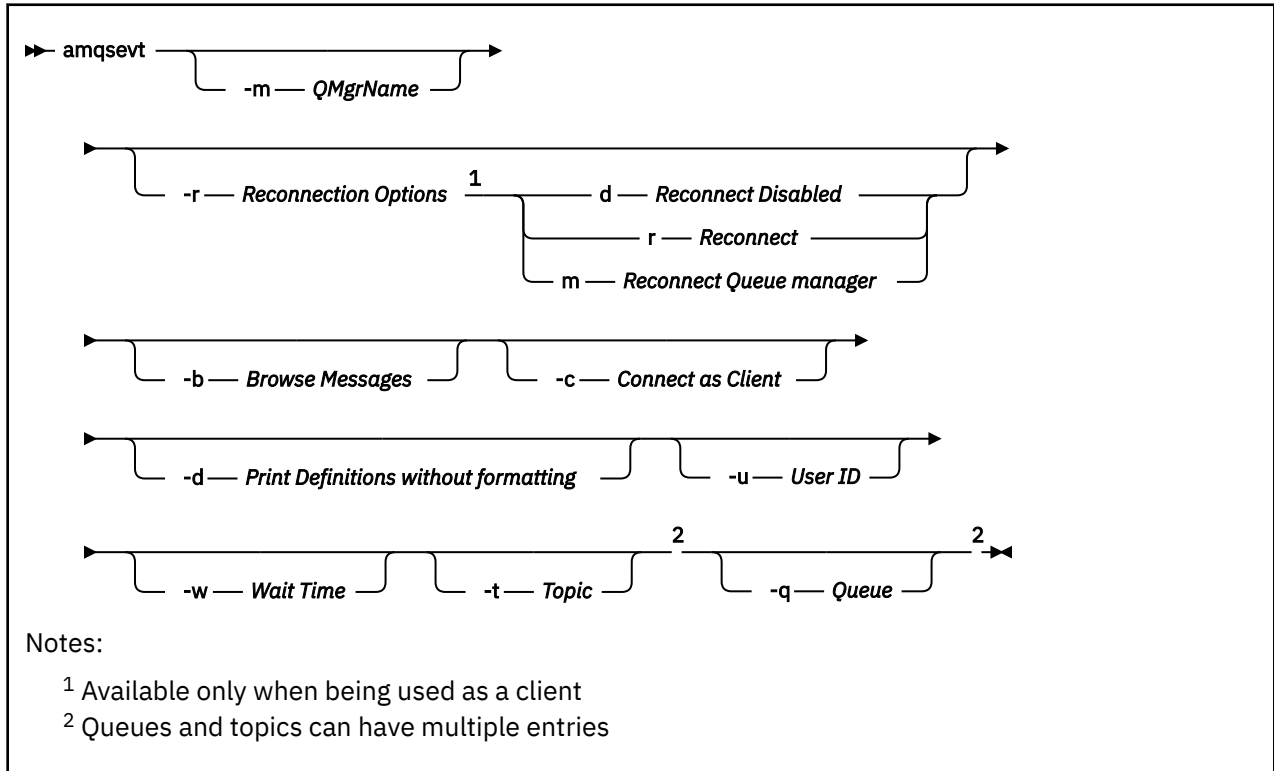 amqsevt
-m QMgrName
-r Reconnection Options 1 d Reconnect Disabled
r Reconnect
m Reconnect Queue manager
-b Browse Messages -c Connect as Client
-d Print Definitions without formatting -u User ID
2 2
-w Wait Time -t Topic -q Queue
Notes:
1 Available only when being used as a client
2 Queues and topics can have multiple entries